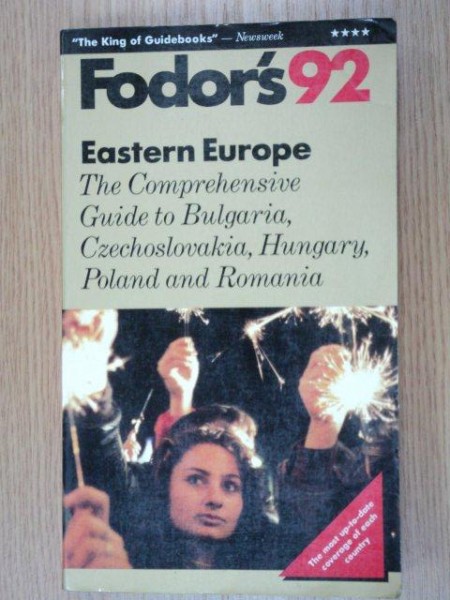 "The King of Guidebooks" — Newsweek
★★★★
Fodor's 92
Eastern Europe
The Comprehensive
Guide to Bulgaria,
Czechoslovakia, Hungary,
Poland and Romania
The most up-to-date
coverage of each
country